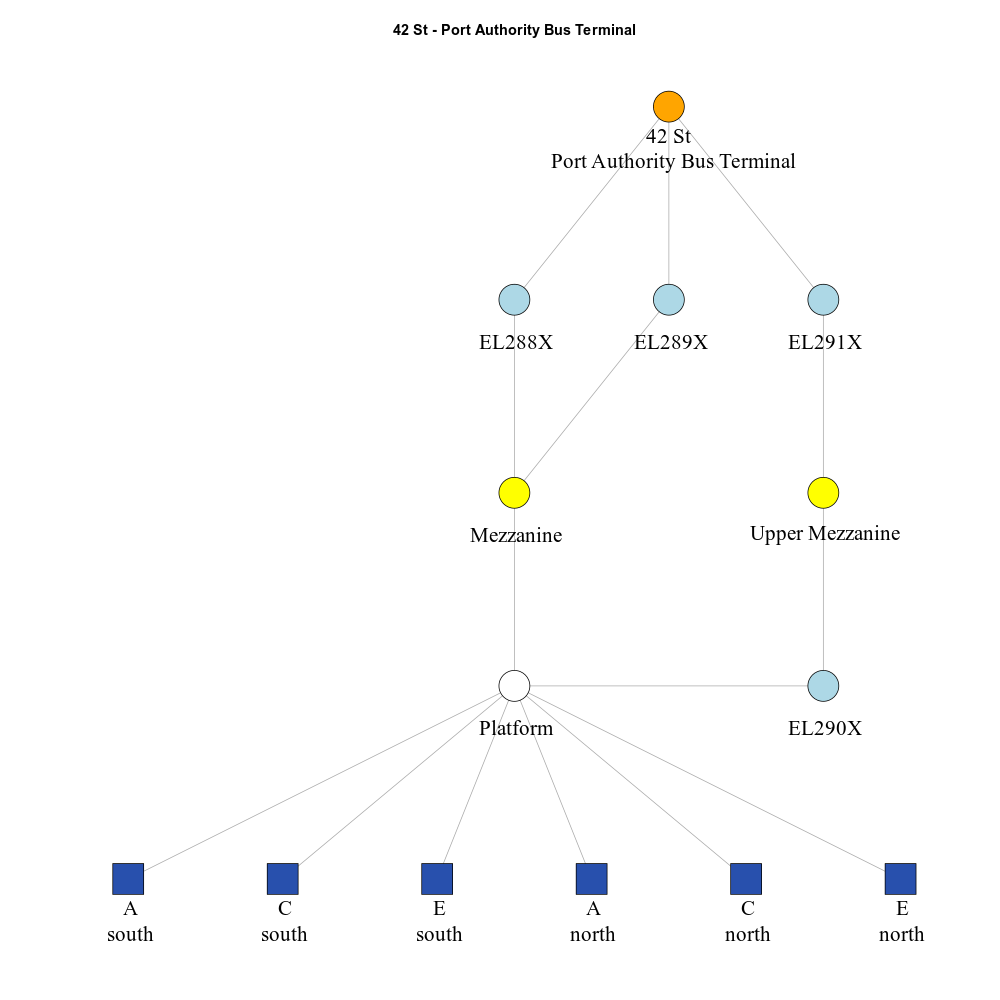 42 St - Port Authority Bus Terminal
42 St
Port Authority Bus Terminal
EL288X
EL289X
EL291X
Mezzanine
Upper Mezzanine
Platform
EL290X
A
south
C
south
E
south
A
north
C
north
E
north